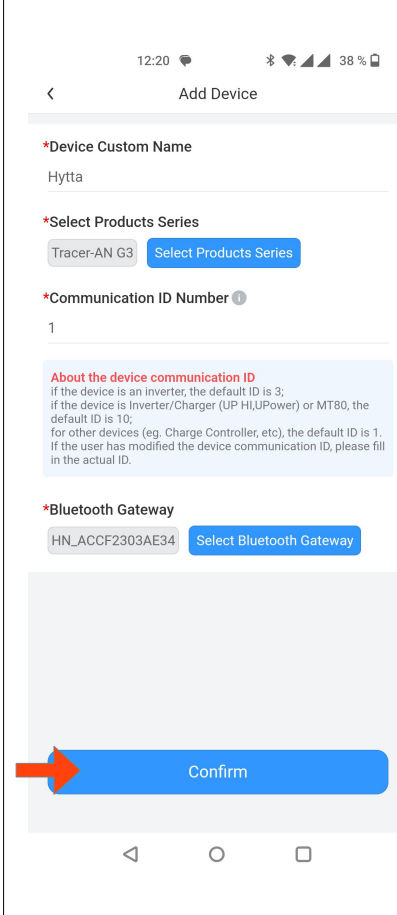 12:20 38 %
Add Device
*Device Custom Name
Hytta
*Select Products Series
Tracer-AN G3 Select Products Series
*Communication ID Number i
1
About the device communication ID
if the device is an inverter, the default ID is 3;
if the device is Inverter/Charger (UP HI,UPower) or MT80, the
default ID is 10;
for other devices (eg. Charge Controller, etc), the default ID is 1.
If the user has modified the device communication ID, please fill
in the actual ID.
*Bluetooth Gateway
HN_ACCF2303AE34 Select Bluetooth Gateway
Confirm